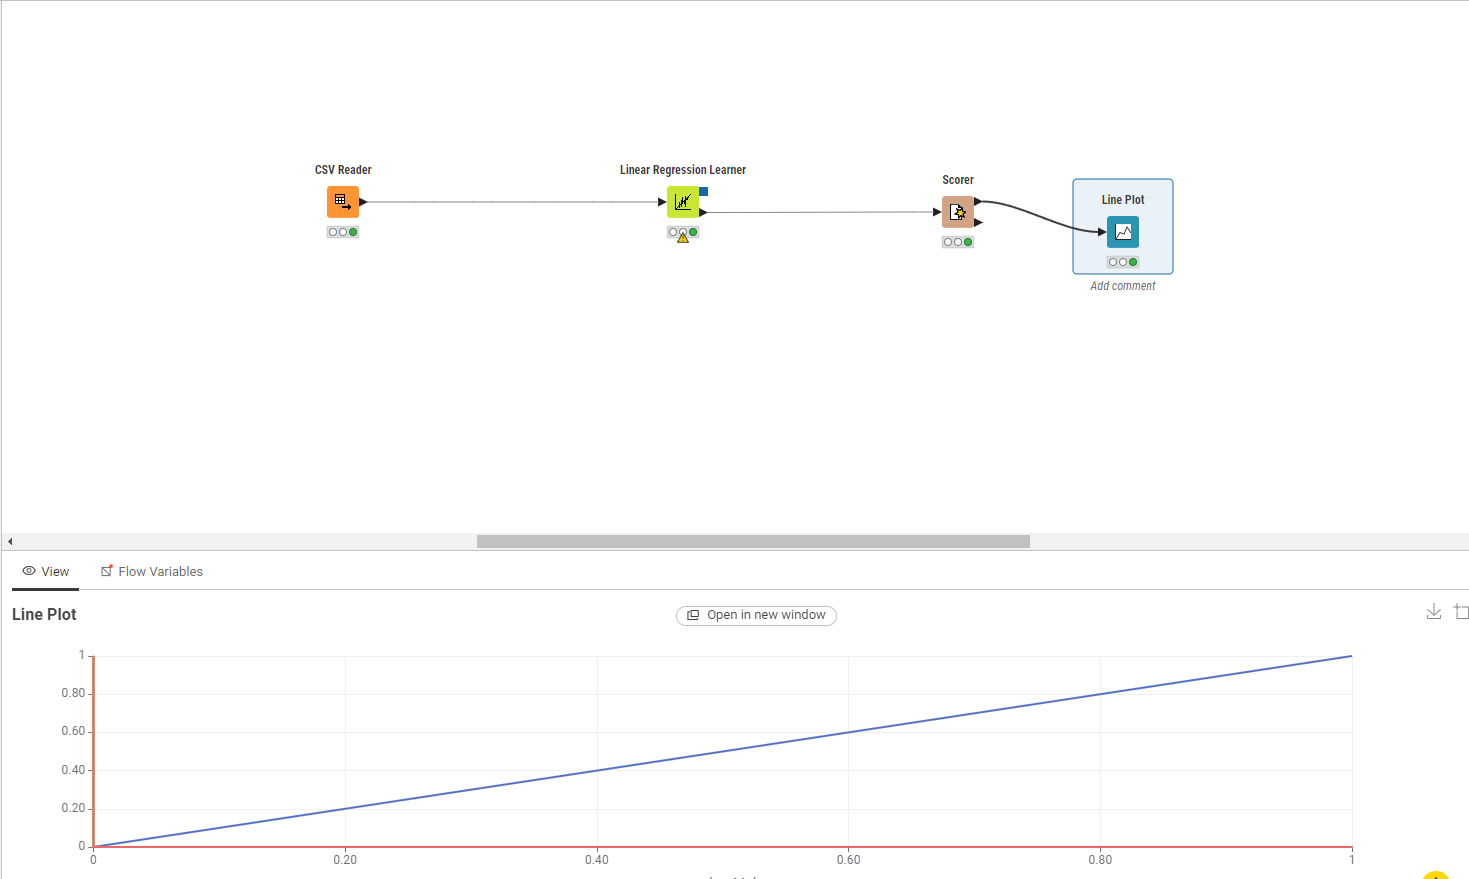 CSV Reader
Linear Regression Learner
Scorer
Line Plot
Add comment
View
Flow Variables
Line Plot
Open in new window
1
0.80
0.60
0.40
0.20
0
0
0.20
0.40
0.60
0.80
1